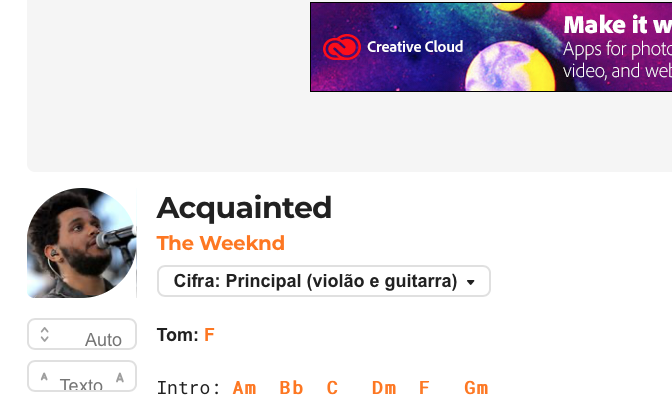 Make it w
Creative Cloud
Apps for photo
video, and web
Acquainted
The Weeknd
Cifra: Principal (violão e guitarra)
Auto
Tom: F
A Texto A
Intro: Am Bb C Dm F Gm